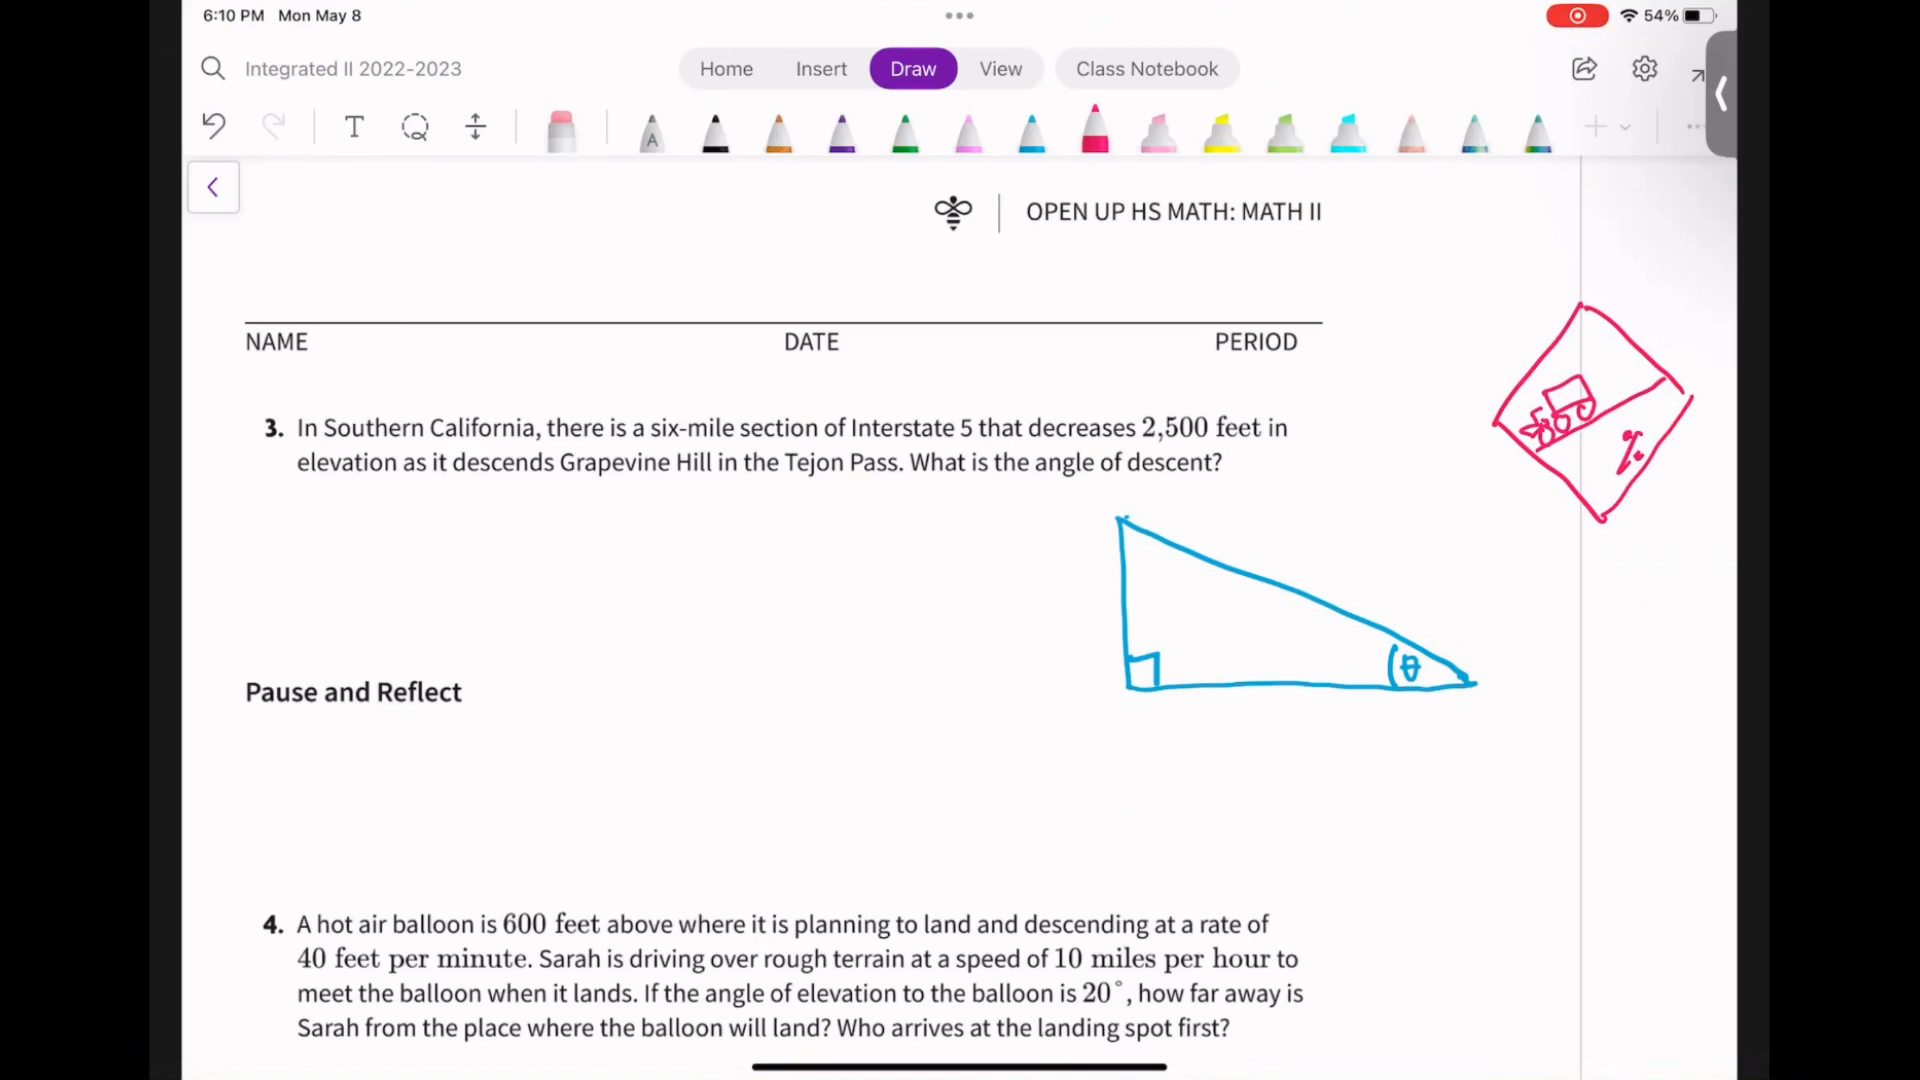 6:10 PM Mon May 8
54%
Integrated II 2022-2023
Home Insert Draw View Class Notebook
T
A
OPEN UP HS MATH: MATH II
NAME DATE PERIOD
3. In Southern California, there is a six-mile section of Interstate 5 that decreases 2,500 feet in
elevation as it descends Grapevine Hill in the Tejon Pass. What is the angle of descent?
%
θ
Pause and Reflect
4. A hot air balloon is 600 feet above where it is planning to land and descending at a rate of
40 feet per minute. Sarah is driving over rough terrain at a speed of 10 miles per hour to
meet the balloon when it lands. If the angle of elevation to the balloon is 20°, how far away is
Sarah from the place where the balloon will land? Who arrives at the landing spot first?